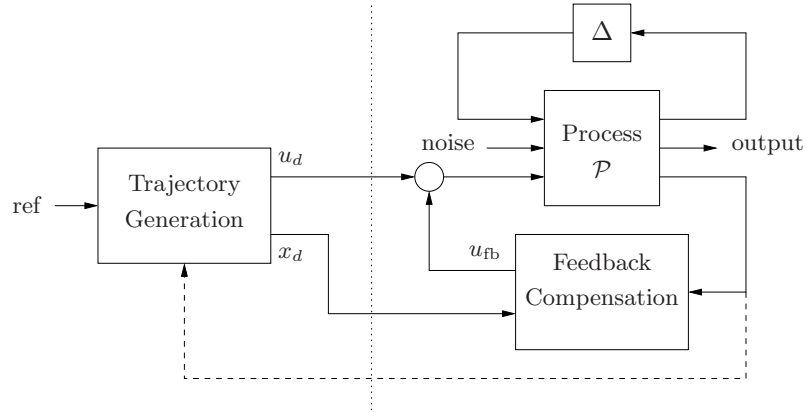 Δ
noise
Process
P
output
ref
Trajectory
Generation
u_d
x_d
u_fb
Feedback
Compensation